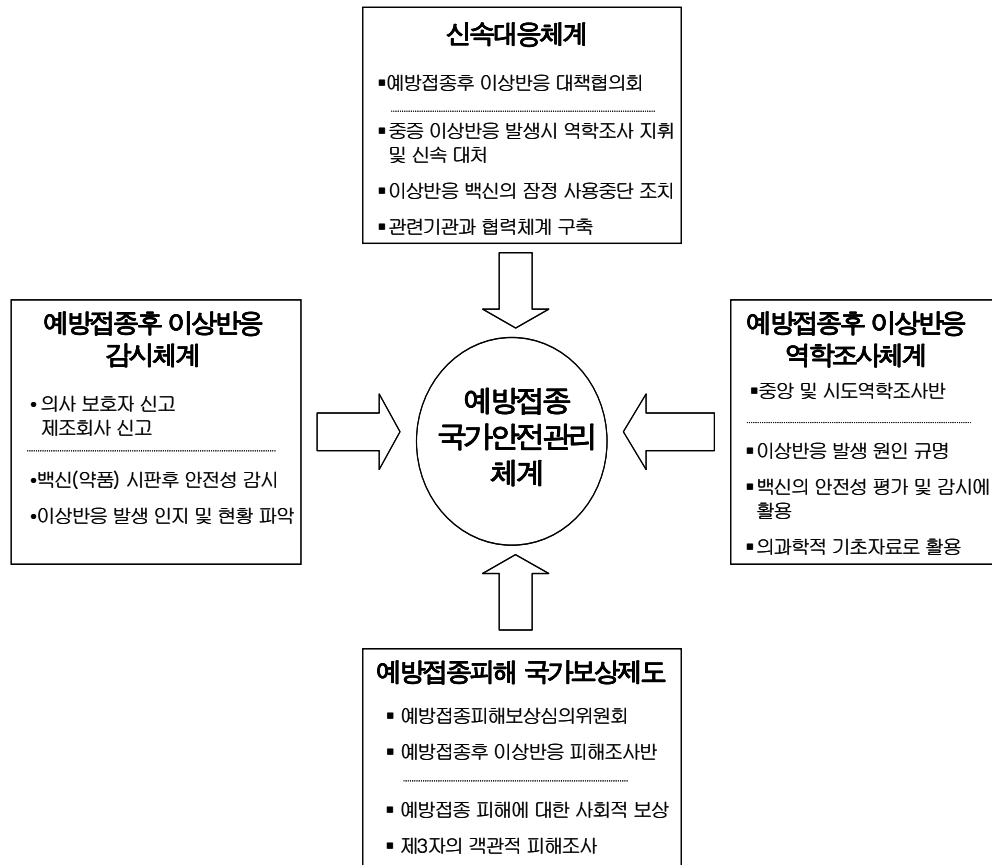 신속대응체계
▪예방접종후 이상반응 대책협의회
▪중증 이상반응 발생시 역학조사 지휘
및 신속 대처
▪이상반응 백신의 잠정 사용중단 조치
▪관련기관과 협력체계 구축
예방접종후 이상반응
감시체계
• 의사 보호자 신고
제조회사 신고
•백신(약품) 시판후 안전성 감시
•이상반응 발생 인지 및 현황 파악
예방접종
국가안전관리
체계
예방접종후 이상반응
역학조사체계
▪중앙 및 시도역학조사반
▪이상반응 발생 원인 규명
▪백신의 안전성 평가 및 감시에
활용
▪의과학적 기초자료로 활용
예방접종피해 국가보상제도
▪ 예방접종피해보상심의위원회
▪ 예방접종후 이상반응 피해조사반
▪ 예방접종 피해에 대한 사회적 보상
▪ 제3자의 객관적 피해조사